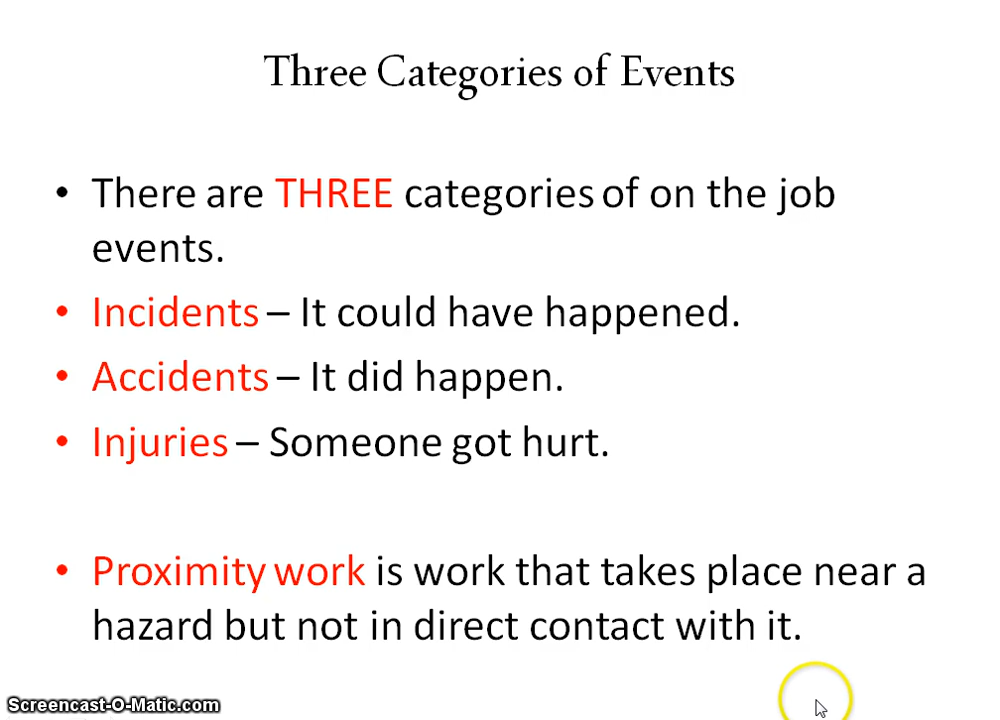 Three Categories of Events
• There are THREE categories of on the job
events.
• Incidents – It could have happened.
• Accidents – It did happen.
• Injuries – Someone got hurt.
• Proximity work is work that takes place near a
hazard but not in direct contact with it.
Screencast-O-Matic.com